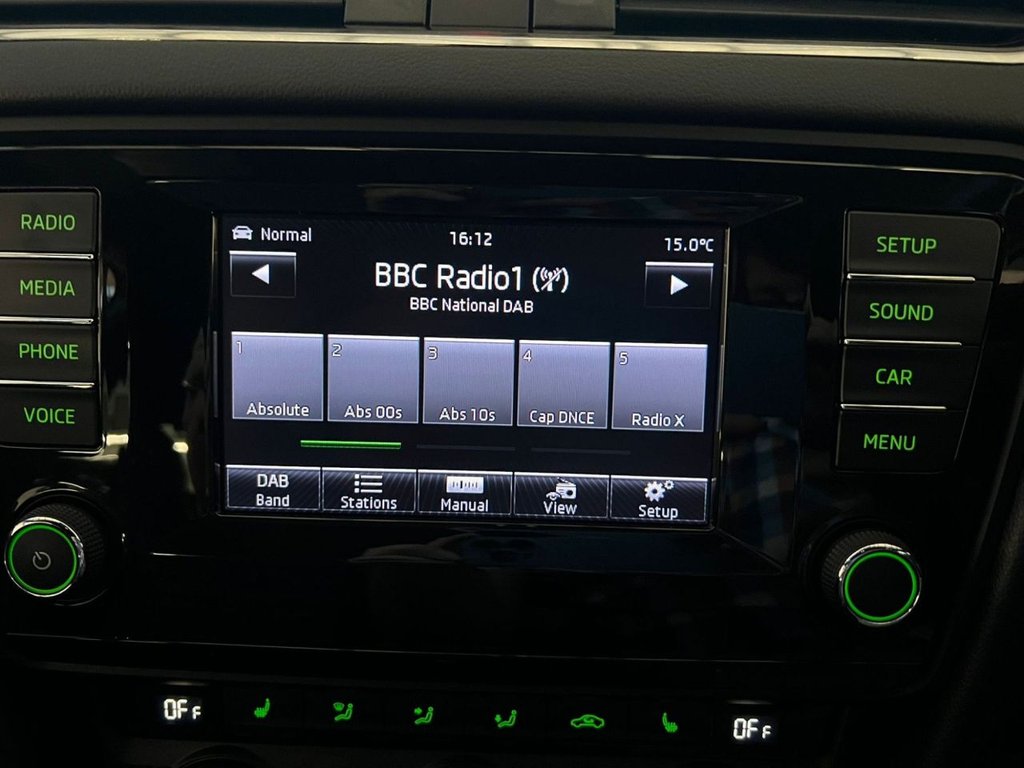 Normal
16:12
15.0°C
BBC Radio1
BBC National DAB
RADIO
MEDIA
PHONE
VOICE
SETUP
SOUND
CAR
MENU
1
Absolute
2
Abs 00s
3
Abs 10s
4
Cap DNCE
5
Radio X
DAB
Band
Stations
Manual
View
Setup
OFF
OFF